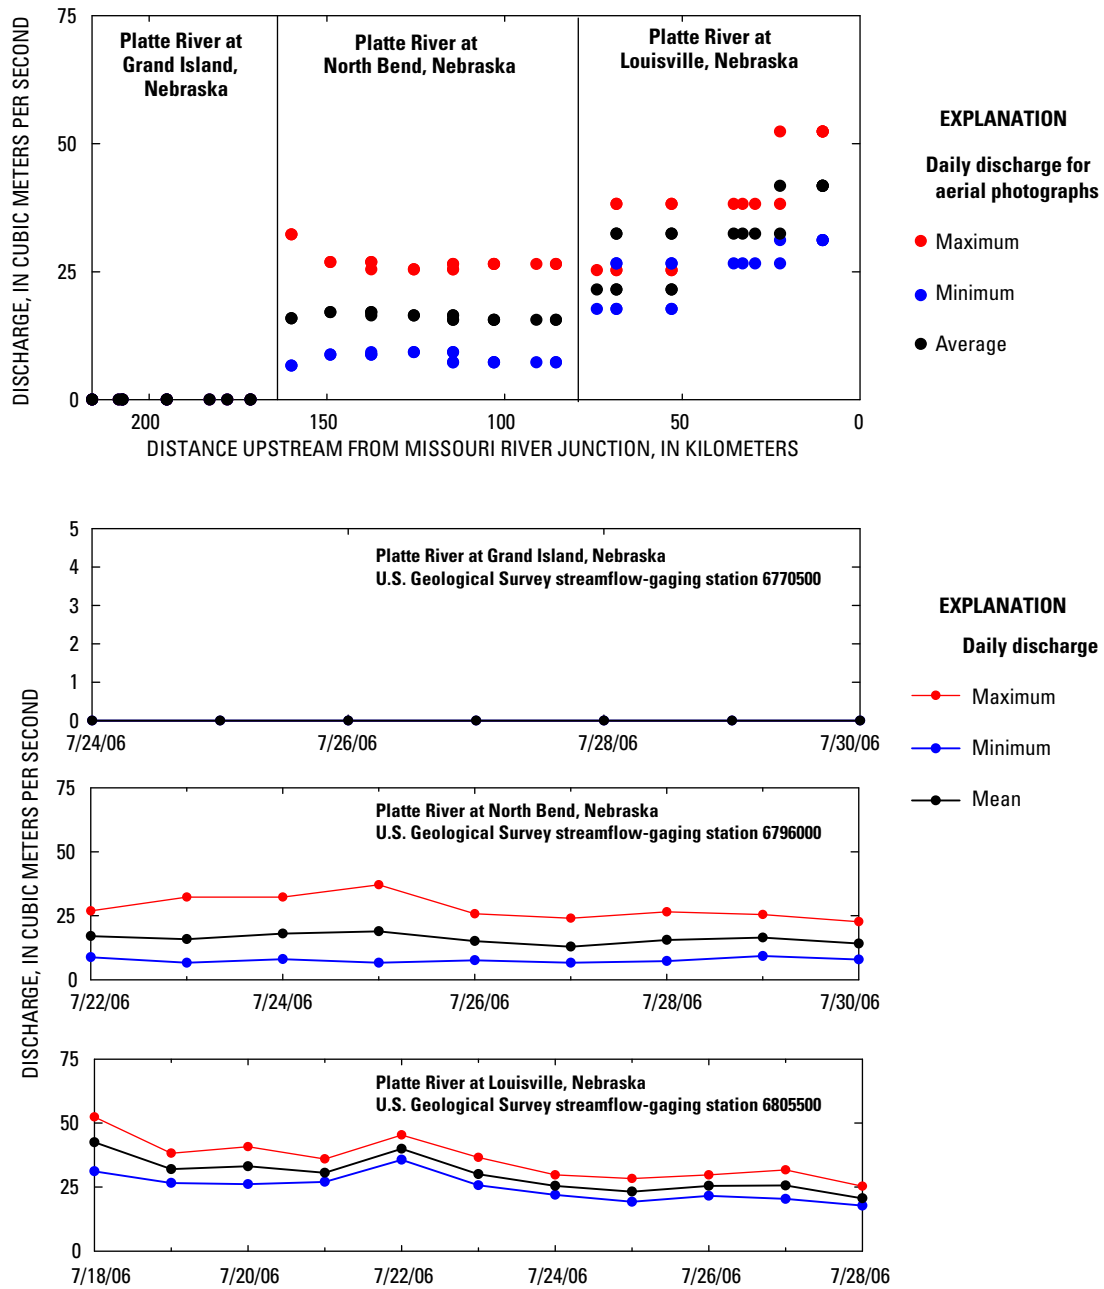 DISCHARGE, IN CUBIC METERS PER SECOND
75
50
25
0
Platte River at
Grand Island,
Nebraska
Platte River at
North Bend, Nebraska
Platte River at
Louisville, Nebraska
200
150
100
50
0
DISTANCE UPSTREAM FROM MISSOURI RIVER JUNCTION, IN KILOMETERS
EXPLANATION
Daily discharge for
aerial photographs
Maximum
Minimum
Average
DISCHARGE, IN CUBIC METERS PER SECOND
5
4
3
2
1
0
Platte River at Grand Island, Nebraska
U.S. Geological Survey streamflow-gaging station 6770500
7/24/06
7/26/06
7/28/06
7/30/06
EXPLANATION
Daily discharge
Maximum
Minimum
Mean
75
50
25
0
Platte River at North Bend, Nebraska
U.S. Geological Survey streamflow-gaging station 6796000
7/22/06
7/24/06
7/26/06
7/28/06
7/30/06
75
50
25
0
Platte River at Louisville, Nebraska
U.S. Geological Survey streamflow-gaging station 6805500
7/18/06
7/20/06
7/22/06
7/24/06
7/26/06
7/28/06